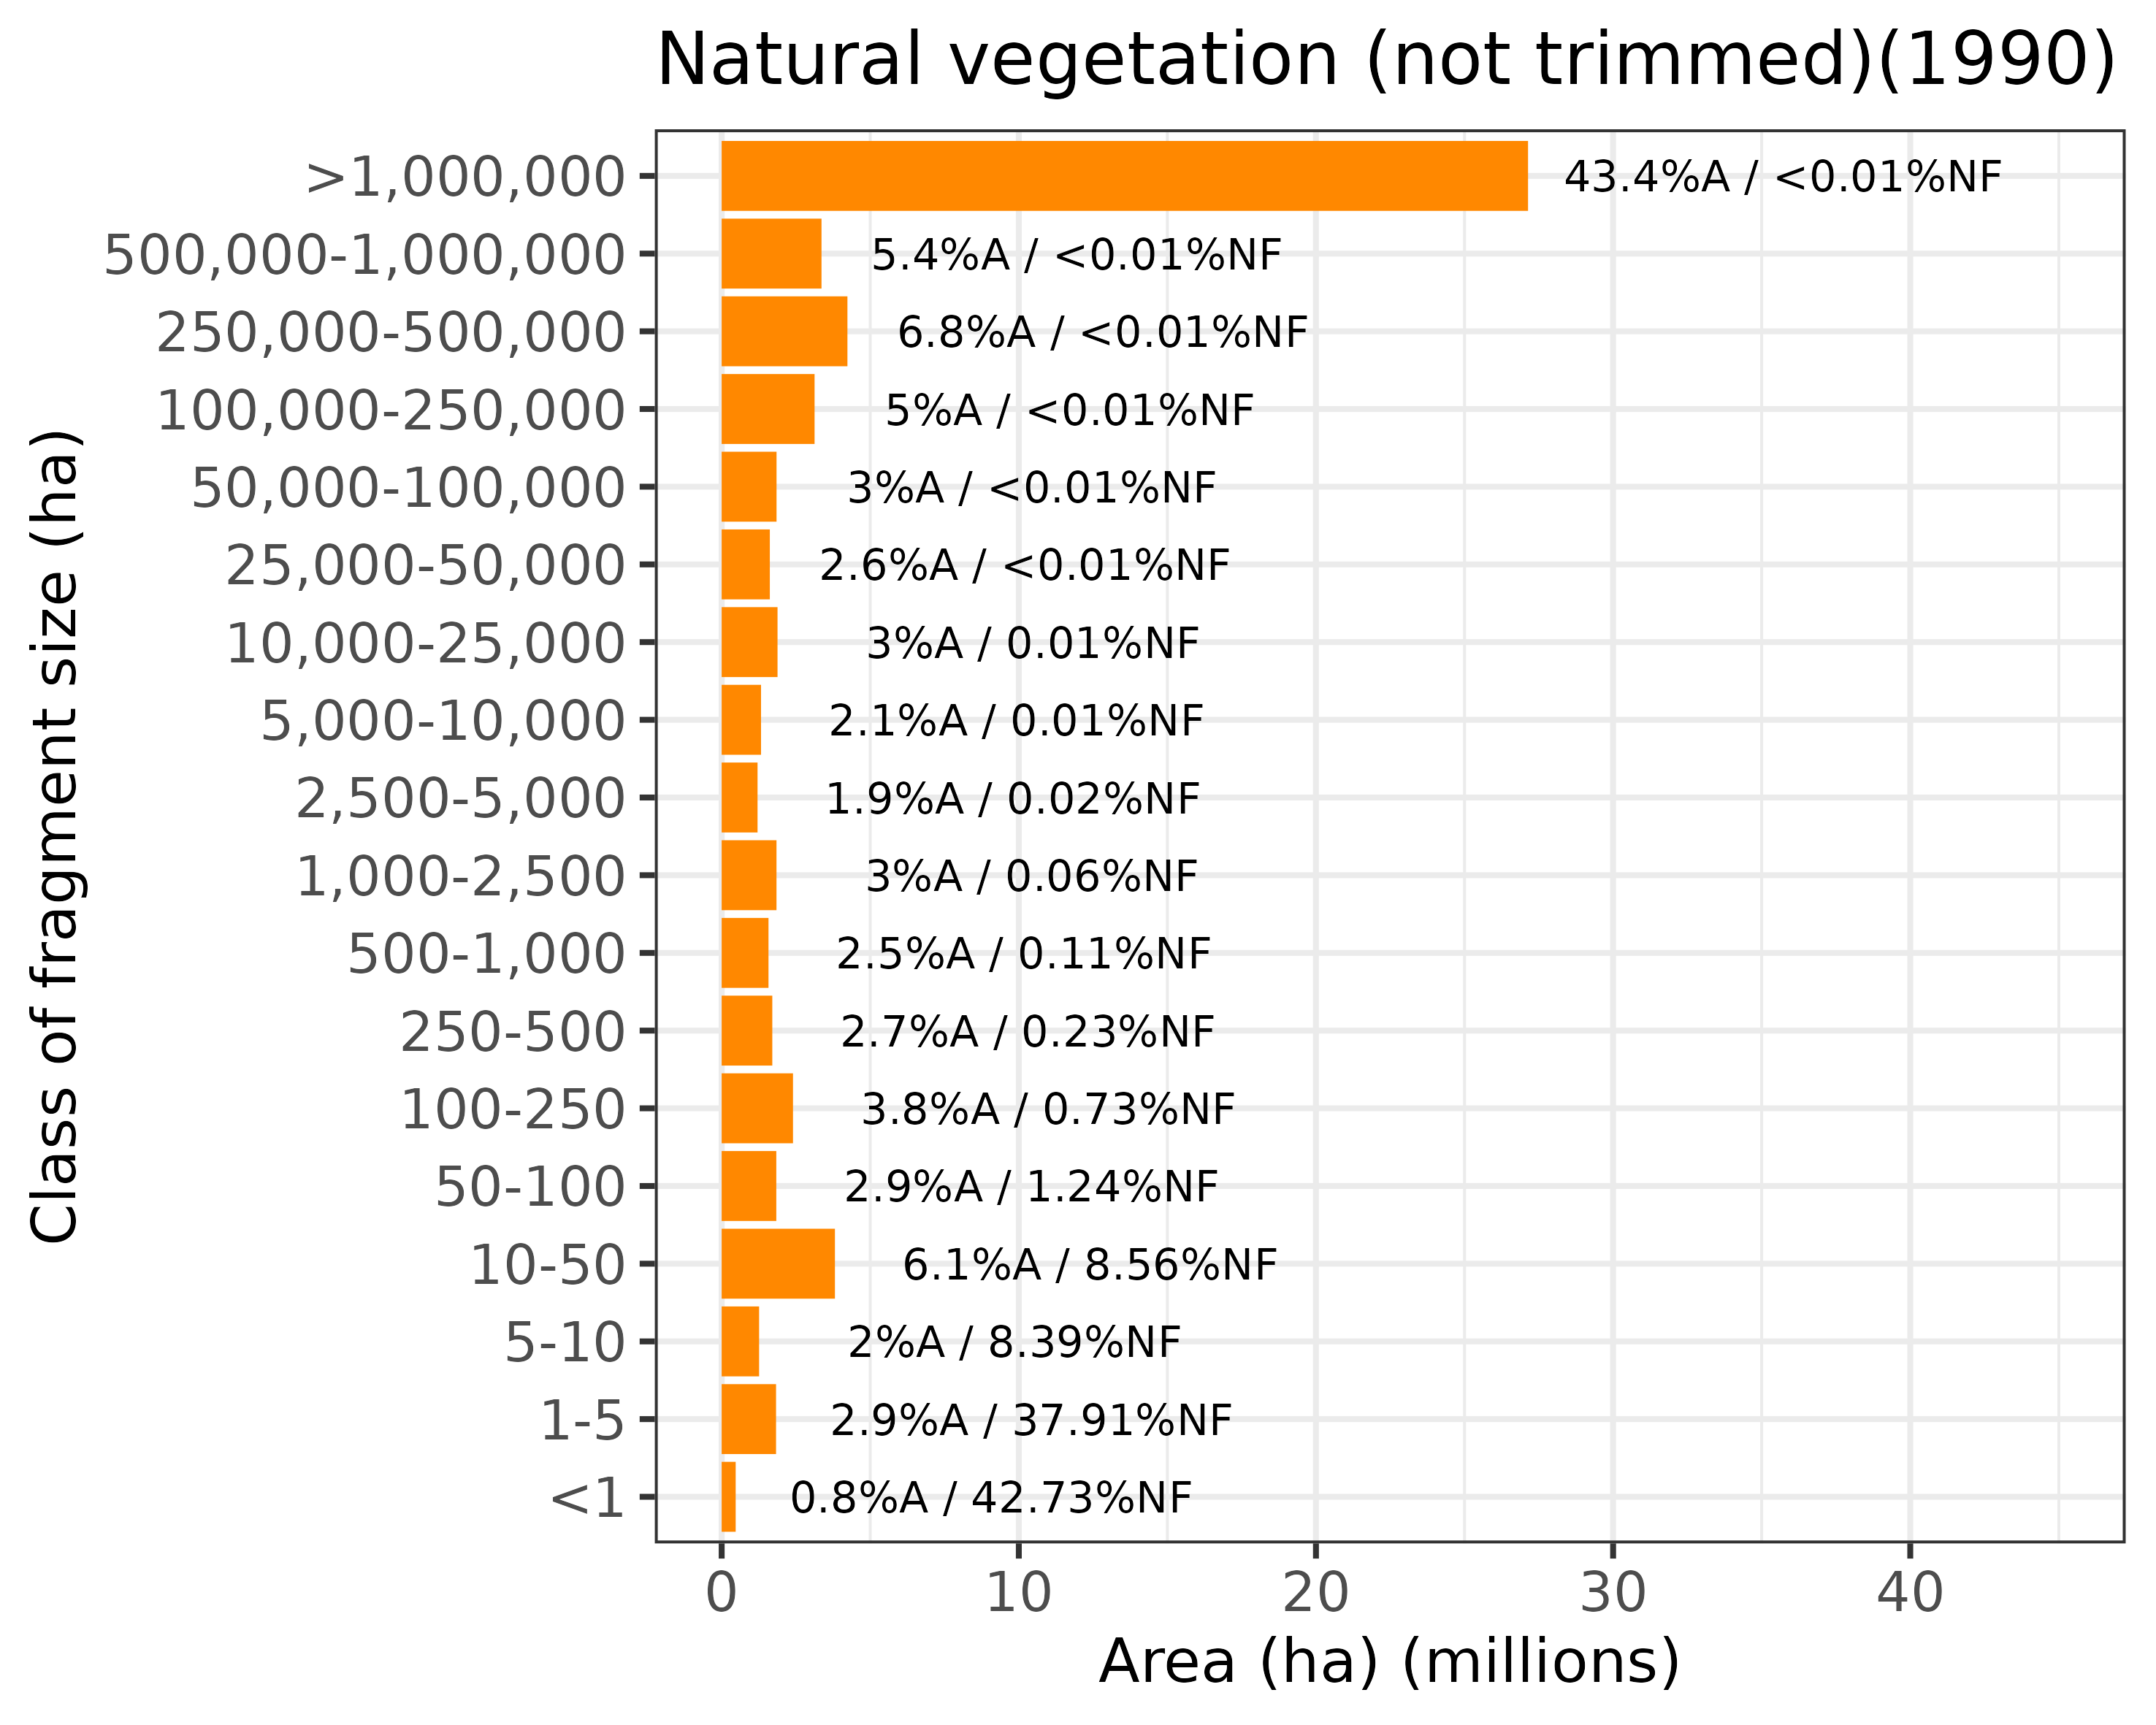 Natural vegetation (not trimmed)(1990)
Class of fragment size (ha)
>1,000,000 43.4%A / <0.01%NF
500,000-1,000,000 5.4%A / <0.01%NF
250,000-500,000 6.8%A / <0.01%NF
100,000-250,000 5%A / <0.01%NF
50,000-100,000 3%A / <0.01%NF
25,000-50,000 2.6%A / <0.01%NF
10,000-25,000 3%A / 0.01%NF
5,000-10,000 2.1%A / 0.01%NF
2,500-5,000 1.9%A / 0.02%NF
1,000-2,500 3%A / 0.06%NF
500-1,000 2.5%A / 0.11%NF
250-500 2.7%A / 0.23%NF
100-250 3.8%A / 0.73%NF
50-100 2.9%A / 1.24%NF
10-50 6.1%A / 8.56%NF
5-10 2%A / 8.39%NF
1-5 2.9%A / 37.91%NF
<1 0.8%A / 42.73%NF
0 10 20 30 40
Area (ha) (millions)